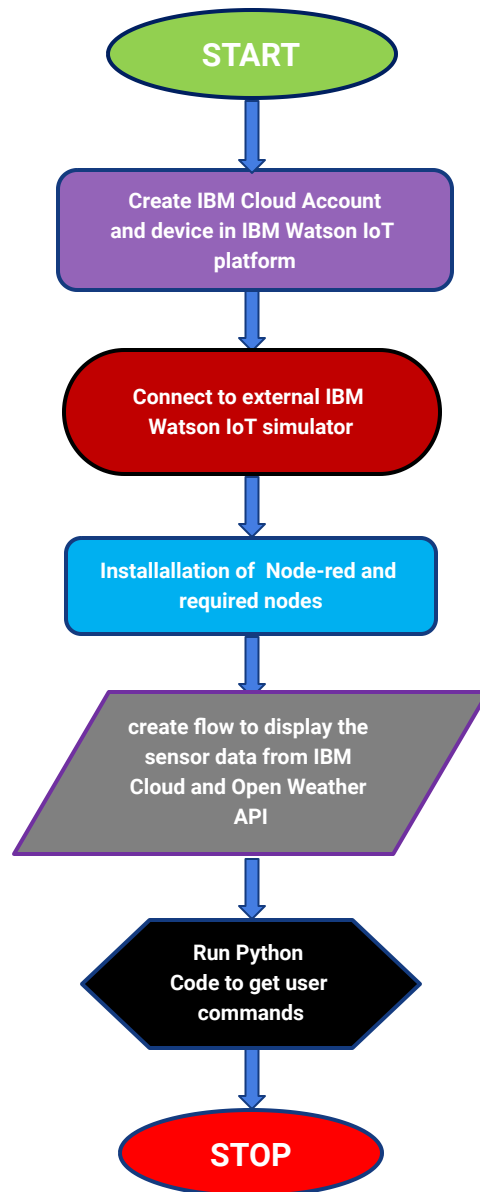 START
Create IBM Cloud Account
and device in IBM Watson IoT
platform
Connect to external IBM
Watson IoT simulator
Installallation of Node-red and
required nodes
create flow to display the
sensor data from IBM
Cloud and Open Weather
API
Run Python
Code to get user
commands
STOP